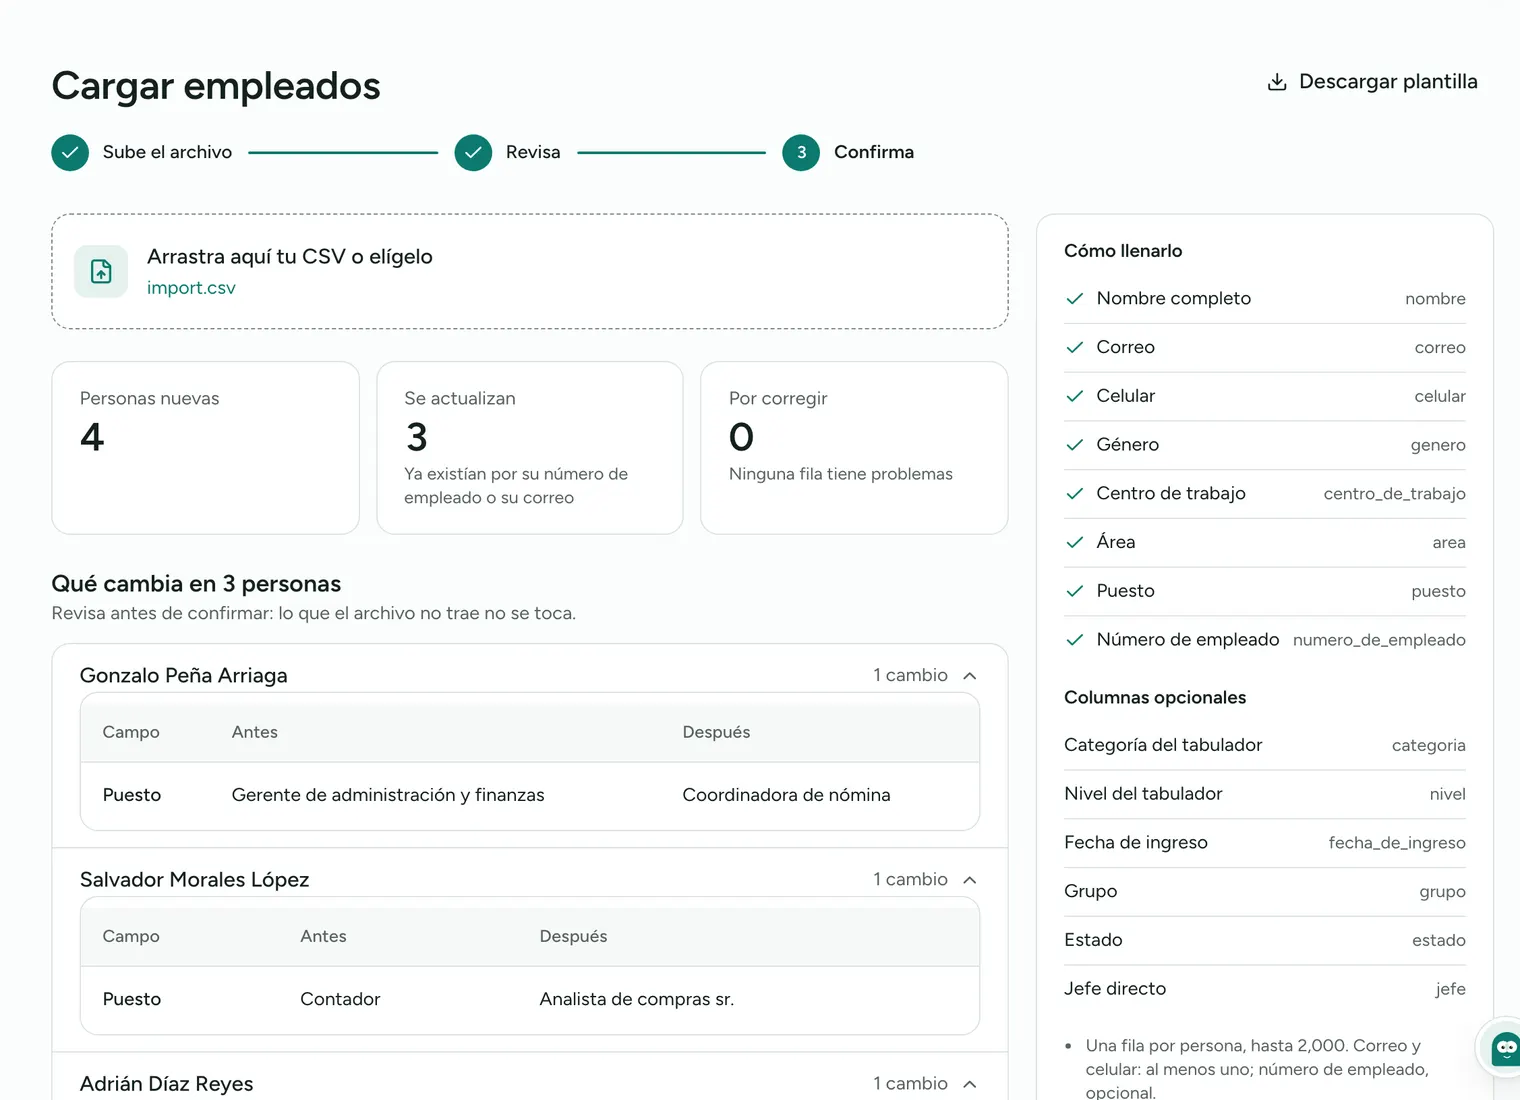 Cargar empleados
Descargar plantilla
Sube el archivo
Revisa
3
Confirma
Arrastra aquí tu CSV o elígelo
import.csv
Personas nuevas
4
Se actualizan
3
Ya existían por su número de
empleado o su correo
Por corregir
0
Ninguna fila tiene problemas
Qué cambia en 3 personas
Revisa antes de confirmar: lo que el archivo no trae no se toca.
Gonzalo Peña Arriaga
1 cambio
Campo Antes Después
Puesto Gerente de administración y finanzas Coordinadora de nómina
Salvador Morales López
1 cambio
Campo Antes Después
Puesto Contador Analista de compras sr.
Adrián Díaz Reyes
1 cambio
Cómo llenarlo
Nombre completo nombre
Correo correo
Celular celular
Género genero
Centro de trabajo centro_de_trabajo
Área area
Puesto puesto
Número de empleado numero_de_empleado
Columnas opcionales
Categoría del tabulador categoria
Nivel del tabulador nivel
Fecha de ingreso fecha_de_ingreso
Grupo grupo
Estado estado
Jefe directo jefe
• Una fila por persona, hasta 2,000. Correo y
celular: al menos uno; número de empleado,
opcional.